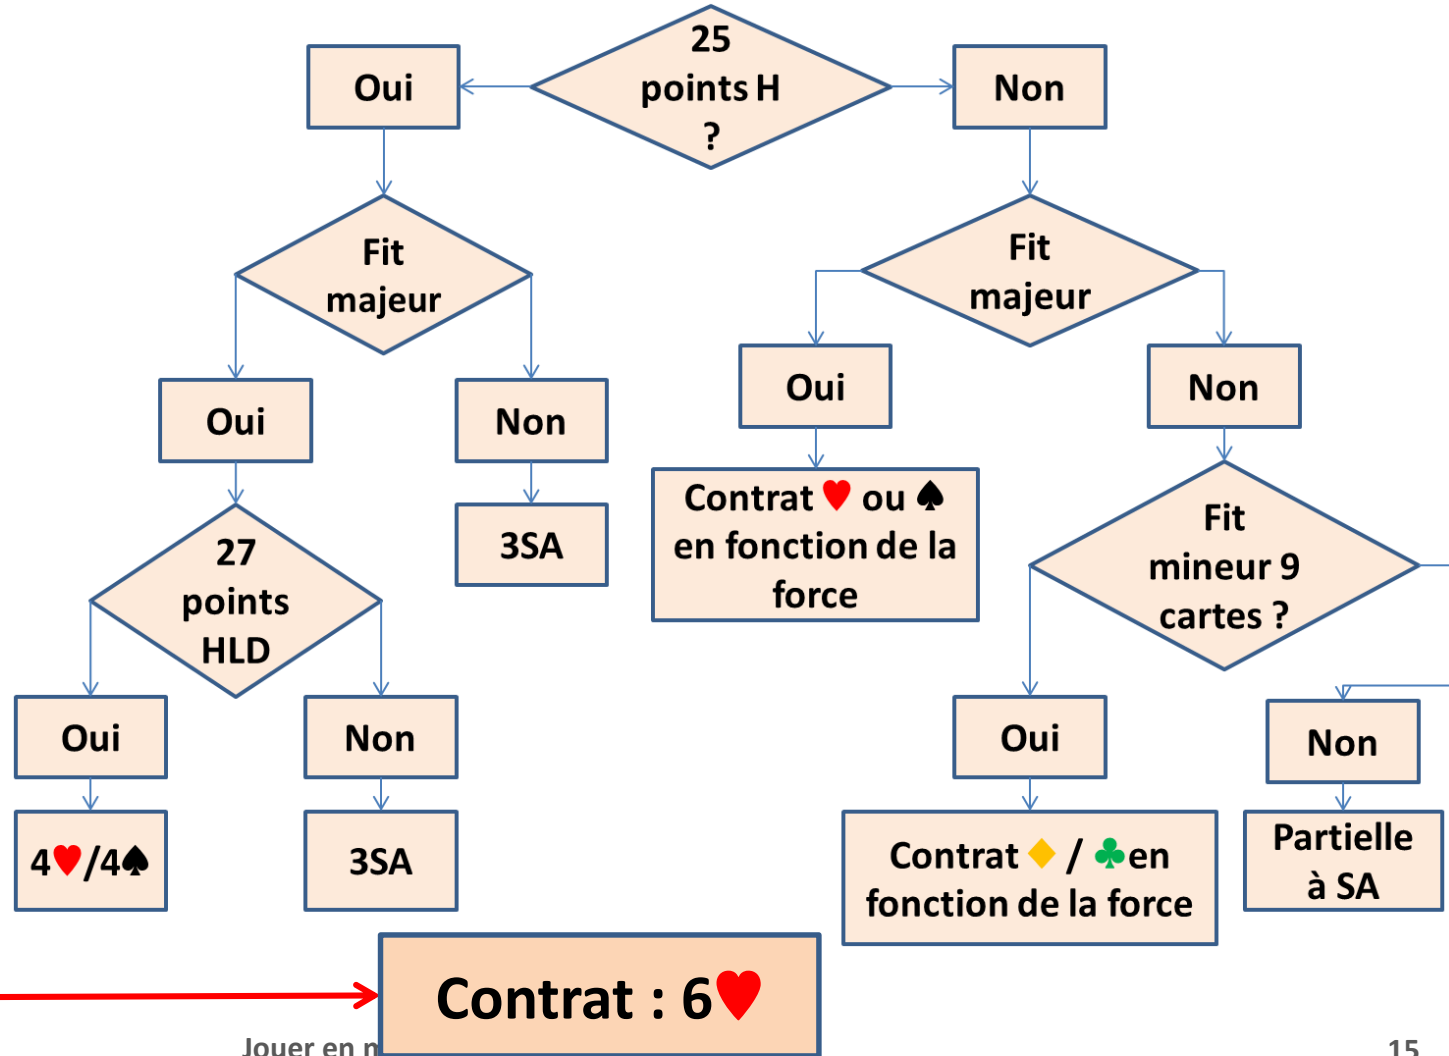 25
points H
?
Oui
Non
Fit
majeur
Fit
majeur
Oui
Non
Oui
Non
27
points
HLD
3SA
Contrat ♥ ou ♠
en fonction de la
force
Fit
mineur 9
cartes ?
Oui
Non
Oui
Non
4♥/4♠
3SA
Contrat ♦ / ♣ en
fonction de la force
Partielle
à SA
Contrat : 6♥
Jouer en
15